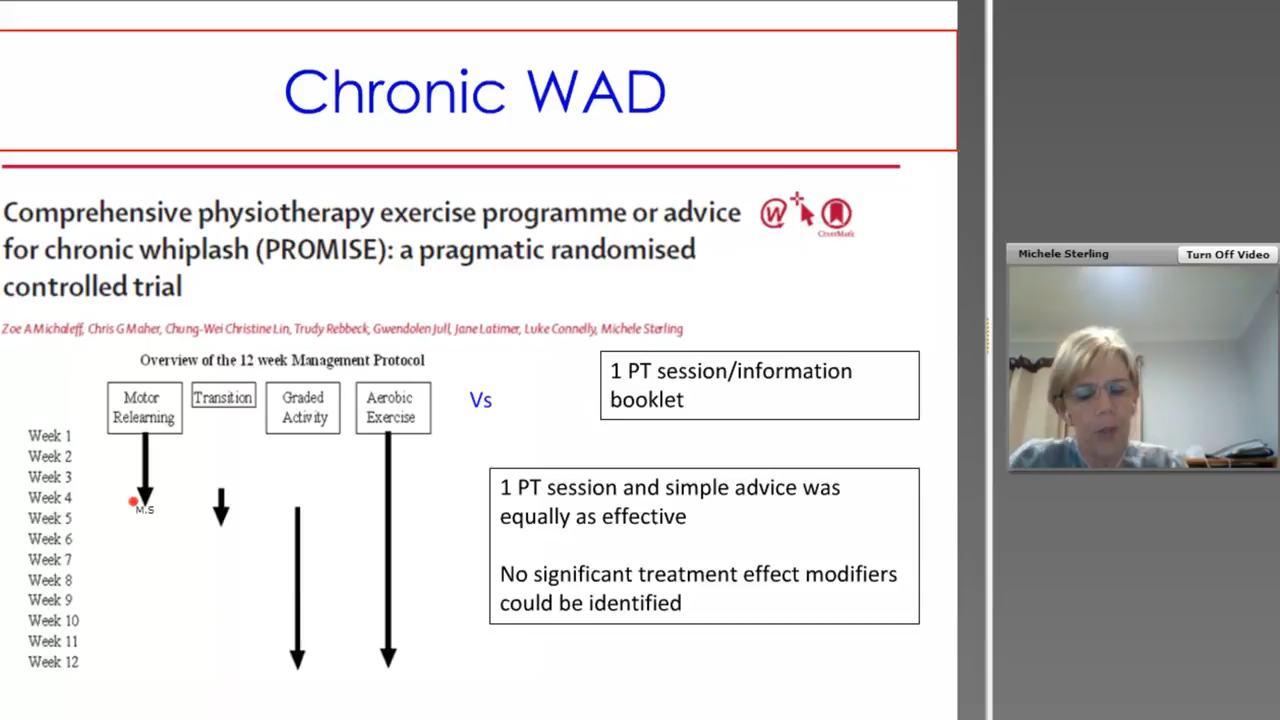 Chronic WAD
Comprehensive physiotherapy exercise programme or advice
for chronic whiplash (PROMISE): a pragmatic randomised
controlled trial
W
CrossMark
Zoe A Michaleff, Chris G Maher, Chung-Wei Christine Lin, Trudy Rebbeck, Gwendolen Jull, Jane Latimer, Luke Connelly, Michele Sterling
Overview of the 12 week Management Protocol
Motor
Relearning
Transition
Graded
Activity
Aerobic
Exercise
Week 1
Week 2
Week 3
Week 4
Week 5
Week 6
Week 7
Week 8
Week 9
Week 10
Week 11
Week 12
M.S
Vs
1 PT session/information
booklet
1 PT session and simple advice was
equally as effective
No significant treatment effect modifiers
could be identified
Michele Sterling
Turn Off Video